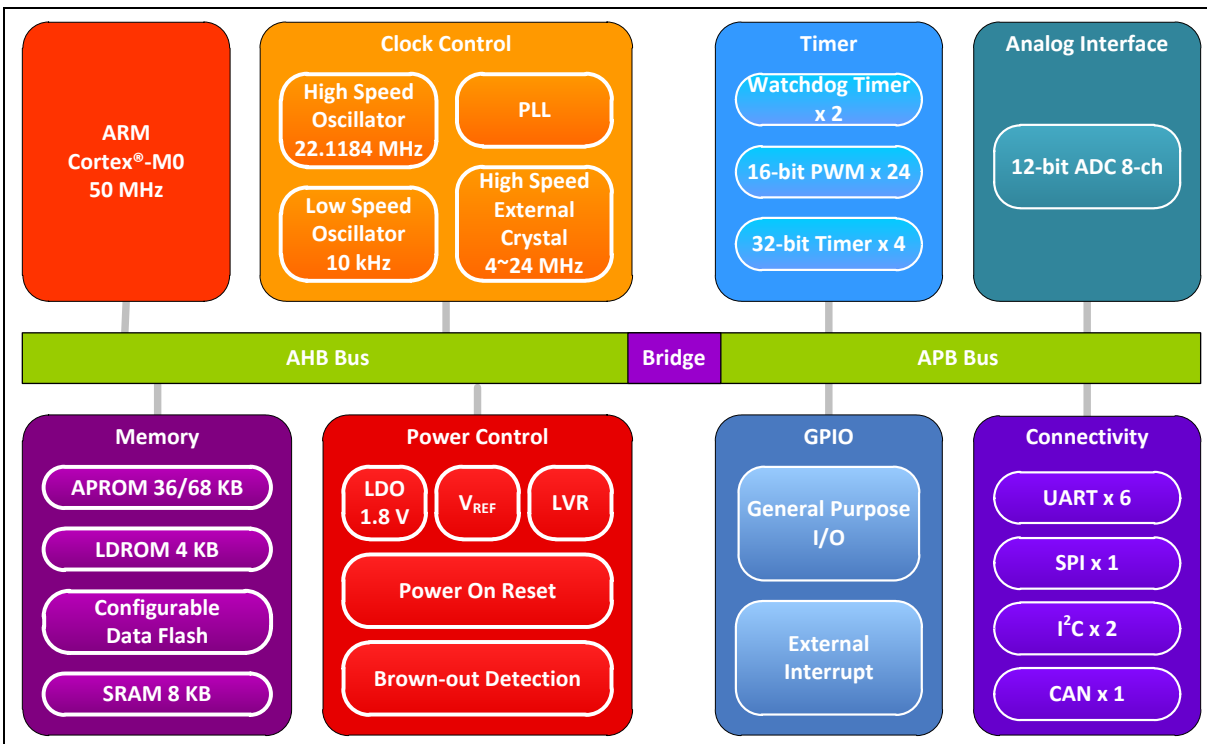 ARM
Cortex®-M0
50 MHz
Clock Control
High Speed
Oscillator
22.1184 MHz
PLL
Low Speed
Oscillator
10 kHz
High Speed
External
Crystal
4~24 MHz
Timer
Watchdog Timer
x 2
16-bit PWM x 24
32-bit Timer x 4
Analog Interface
12-bit ADC 8-ch
AHB Bus
Bridge
APB Bus
Memory
APROM 36/68 KB
LDROM 4 KB
Configurable
Data Flash
SRAM 8 KB
Power Control
LDO
1.8 V
VREF
LVR
Power On Reset
Brown-out Detection
GPIO
General Purpose
I/O
External
Interrupt
Connectivity
UART x 6
SPI x 1
I²C x 2
CAN x 1